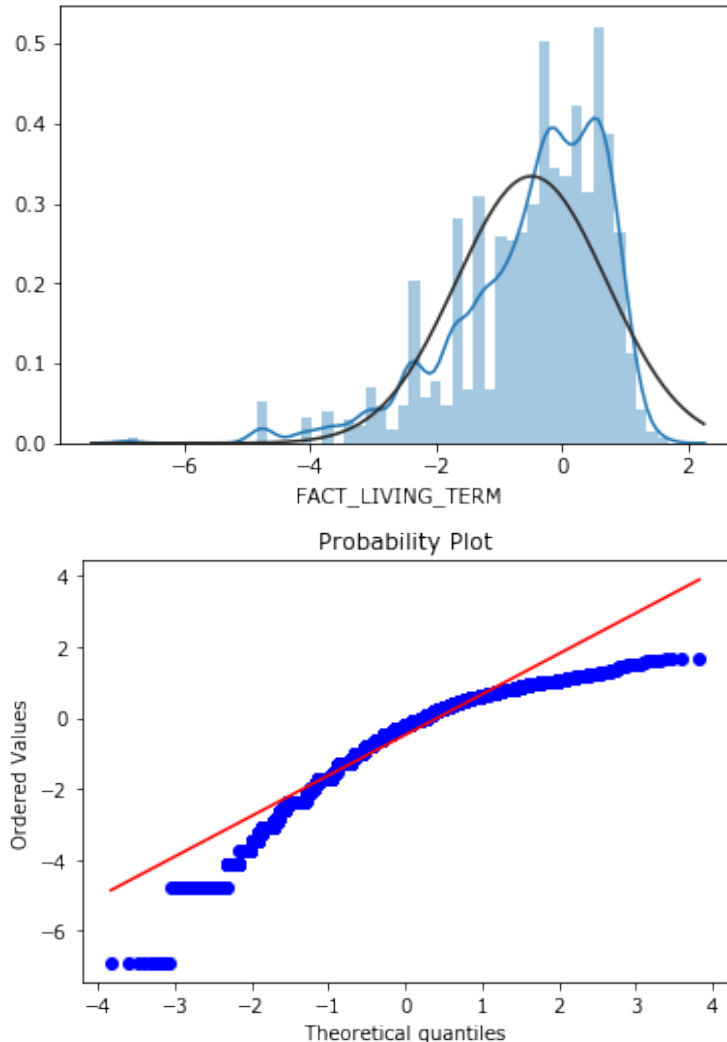 0.5
0.4
0.3
0.2
0.1
0.0
−6 −4 −2 0 2
FACT_LIVING_TERM
Probability Plot
4
2
0
−2
−4
−6
Ordered Values
−4 −3 −2 −1 0 1 2 3 4
Theoretical quantiles